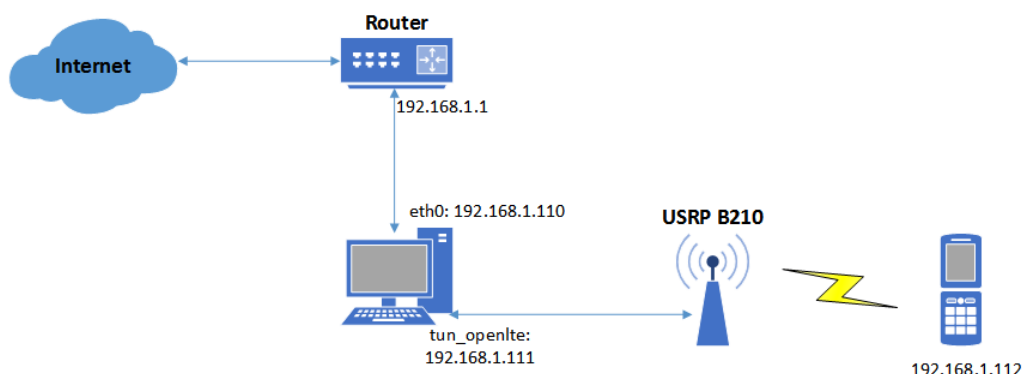 Router
Internet
192.168.1.1
eth0: 192.168.1.110
USRP B210
tun_openlte:
192.168.1.111
192.168.1.112